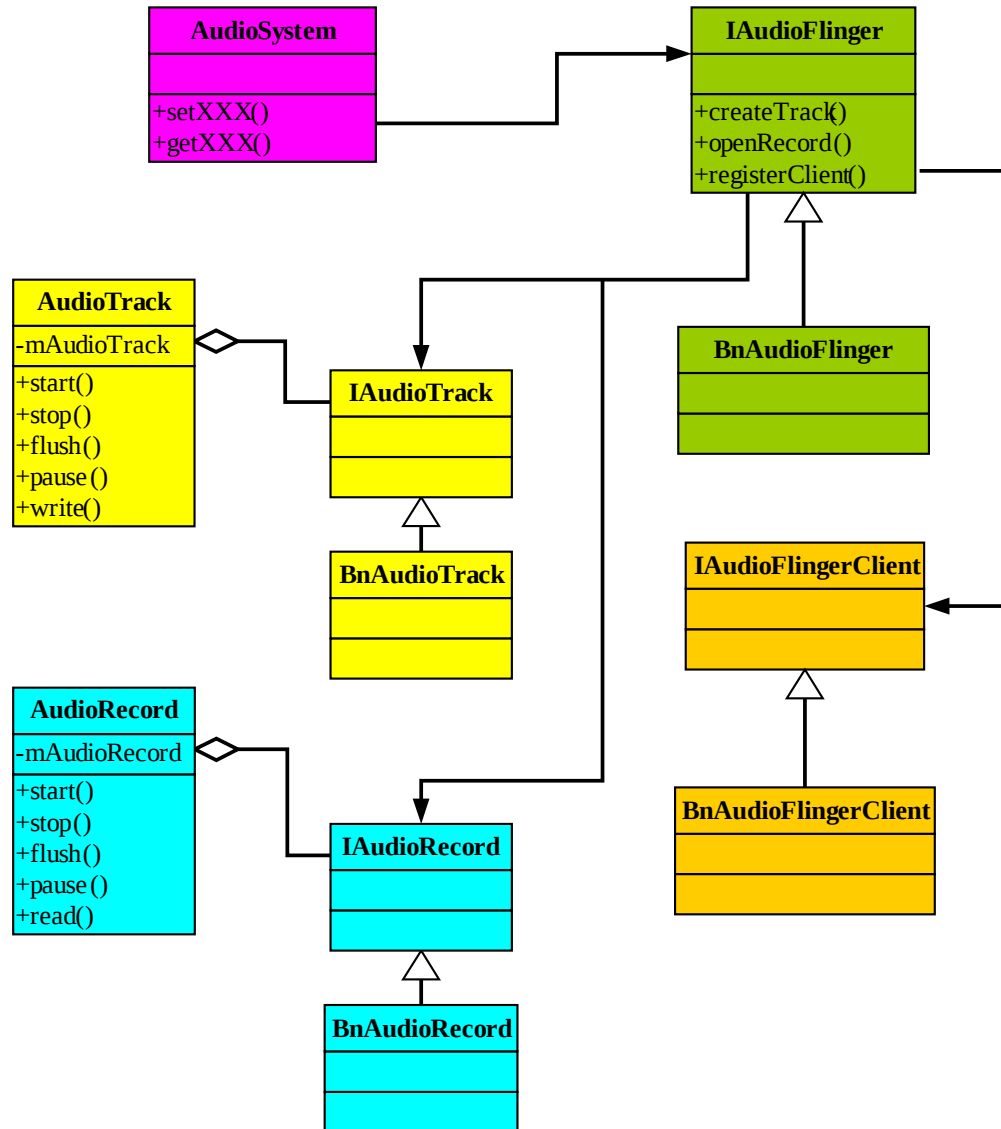 AudioSystem
+setXXX()
+getXXX()
IAudioFlinger
+createTrack()
+openRecord()
+registerClient()
AudioTrack
-mAudioTrack
+start()
+stop()
+flush()
+pause()
+write()
IAudioTrack
BnAudioFlinger
BnAudioTrack
IAudioFlingerClient
AudioRecord
-mAudioRecord
+start()
+stop()
+flush()
+pause()
+read()
IAudioRecord
BnAudioFlingerClient
BnAudioRecord